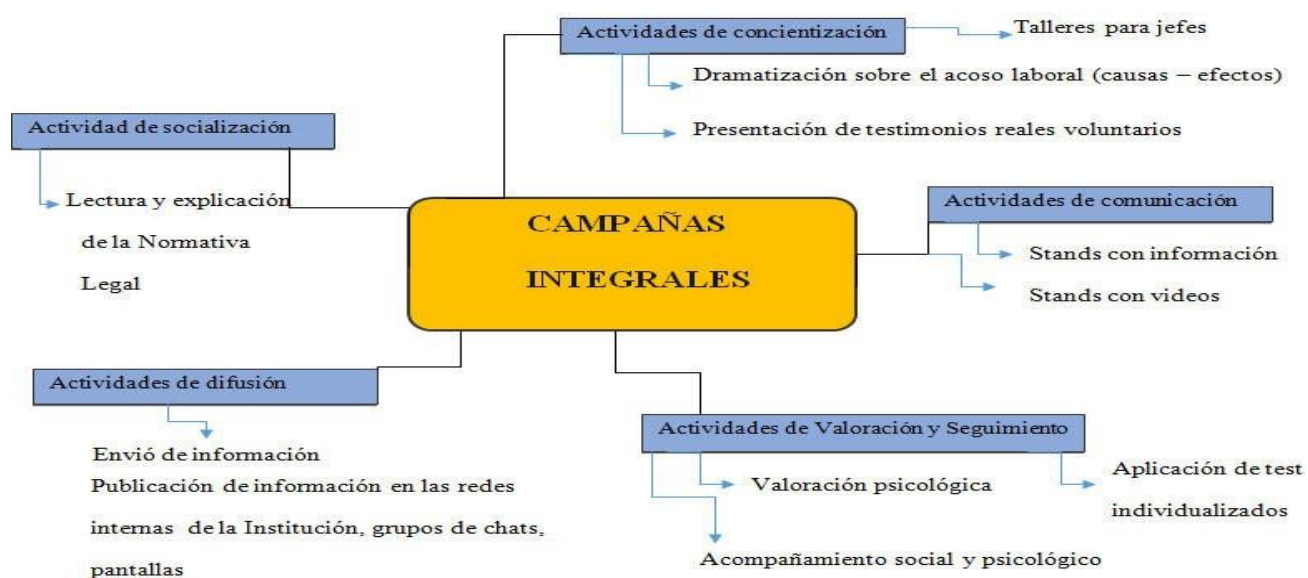 Actividades de concientización
Talleres para jefes
Dramatización sobre el acoso laboral (causas – efectos)
Presentación de testimonios reales voluntarios
Actividad de socialización
Lectura y explicación
de la Normativa
Legal
CAMPAÑAS
INTEGRALES
Actividades de comunicación
Stands con información
Stands con videos
Actividades de difusión
Envió de información
Publicación de información en las redes
internas de la Institución, grupos de chats,
pantallas
Actividades de Valoración y Seguimiento
Valoración psicológica
Aplicación de test
individualizados
Acompañamiento social y psicológico